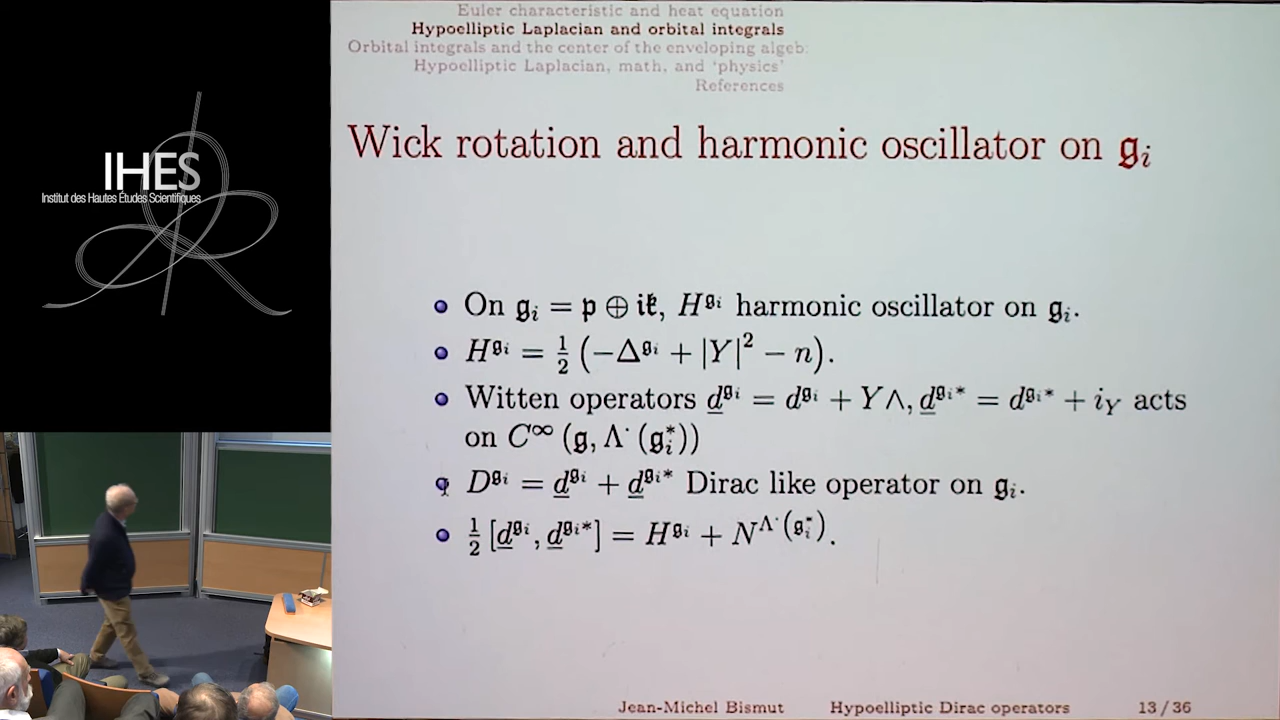 IHES
Institut des Hautes Études Scientifiques
Euler characteristic and heat equation
Hypoelliptic Laplacian and orbital integrals
Orbital integrals and the center of the enveloping algeb:
Hypoelliptic Laplacian, math, and ‘physics’
References
Wick rotation and harmonic oscillator on 𝔤ᵢ
On 𝔤ᵢ = 𝔭 ⊕ i𝔨, H^{𝔤ᵢ} harmonic oscillator on 𝔤ᵢ.
H^{𝔤ᵢ} = ½ (−Δ^{𝔤ᵢ} + |Y|² − n).
Witten operators d̲^{𝔤ᵢ} = d^{𝔤ᵢ} + Y∧, d̲^{𝔤ᵢ*} = d^{𝔤ᵢ*} + i_Y acts
on C^∞ (𝔤, Λ^· (𝔤ᵢ*))
D^{𝔤ᵢ} = d̲^{𝔤ᵢ} + d̲^{𝔤ᵢ*} Dirac like operator on 𝔤ᵢ.
½ [d̲^{𝔤ᵢ}, d̲^{𝔤ᵢ*}] = H^{𝔤ᵢ} + N^{Λ^·(𝔤ᵢ*)}.
Jean-Michel Bismut Hypoelliptic Dirac operators 13 / 36